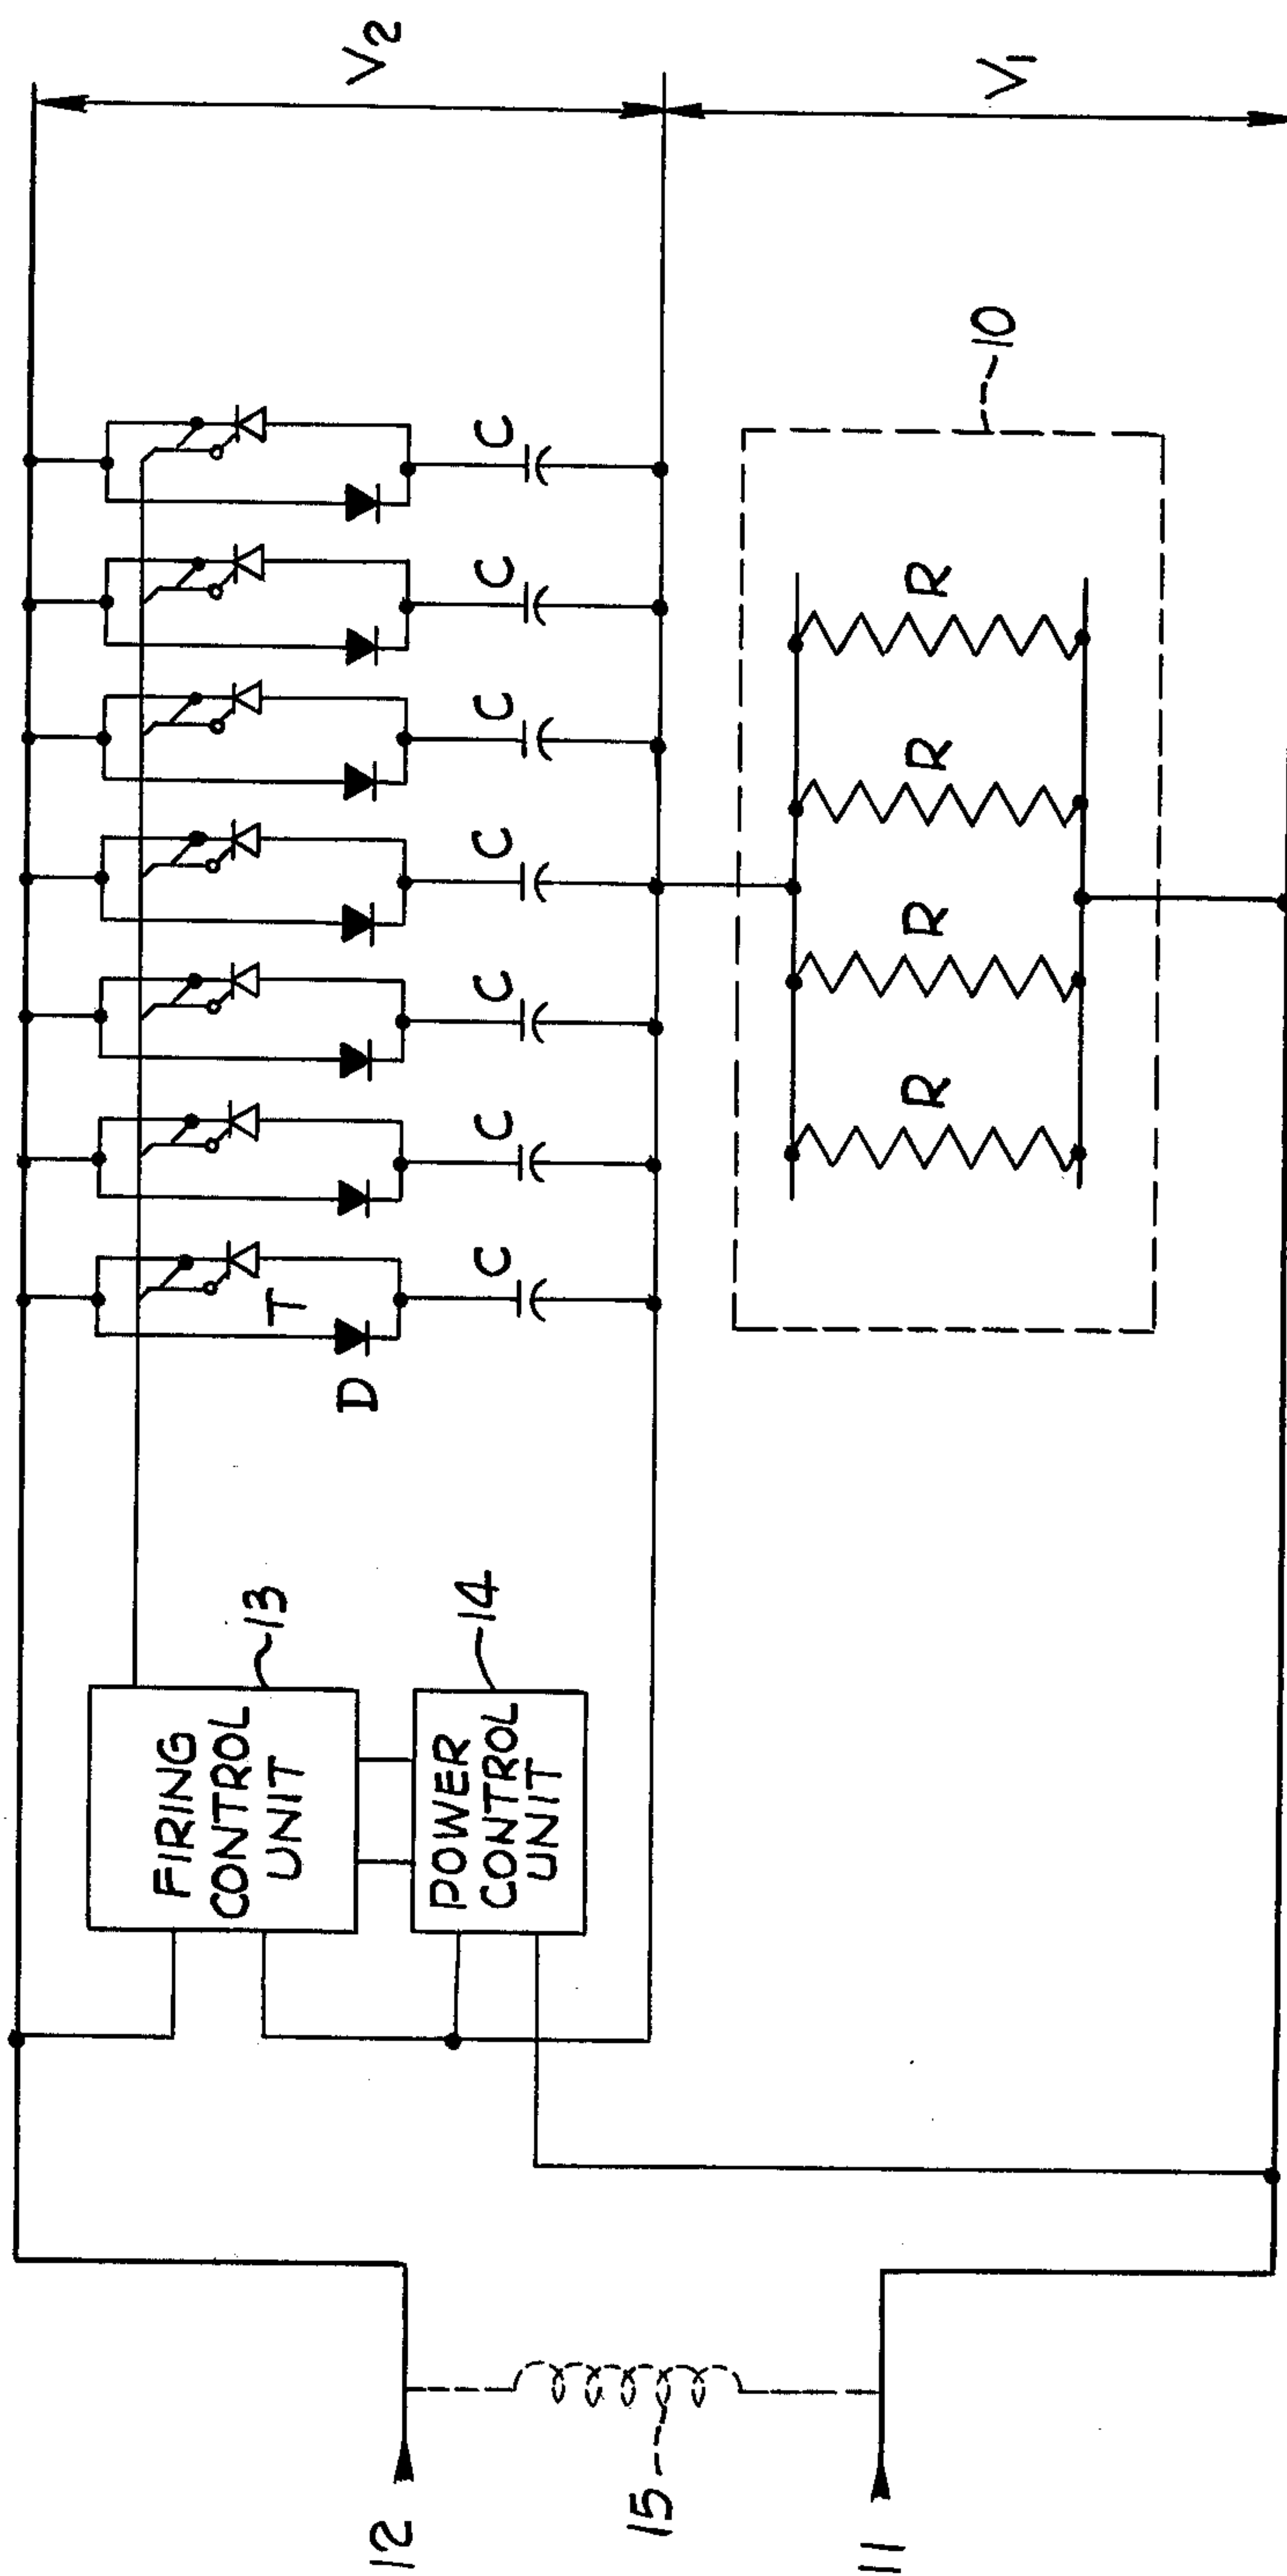 V2
V1
C
C
C
C
C
C
C
T
D
10
R
R
R
R
13
FIRING
CONTROL
UNIT
14
POWER
CONTROL
UNIT
12
15
11